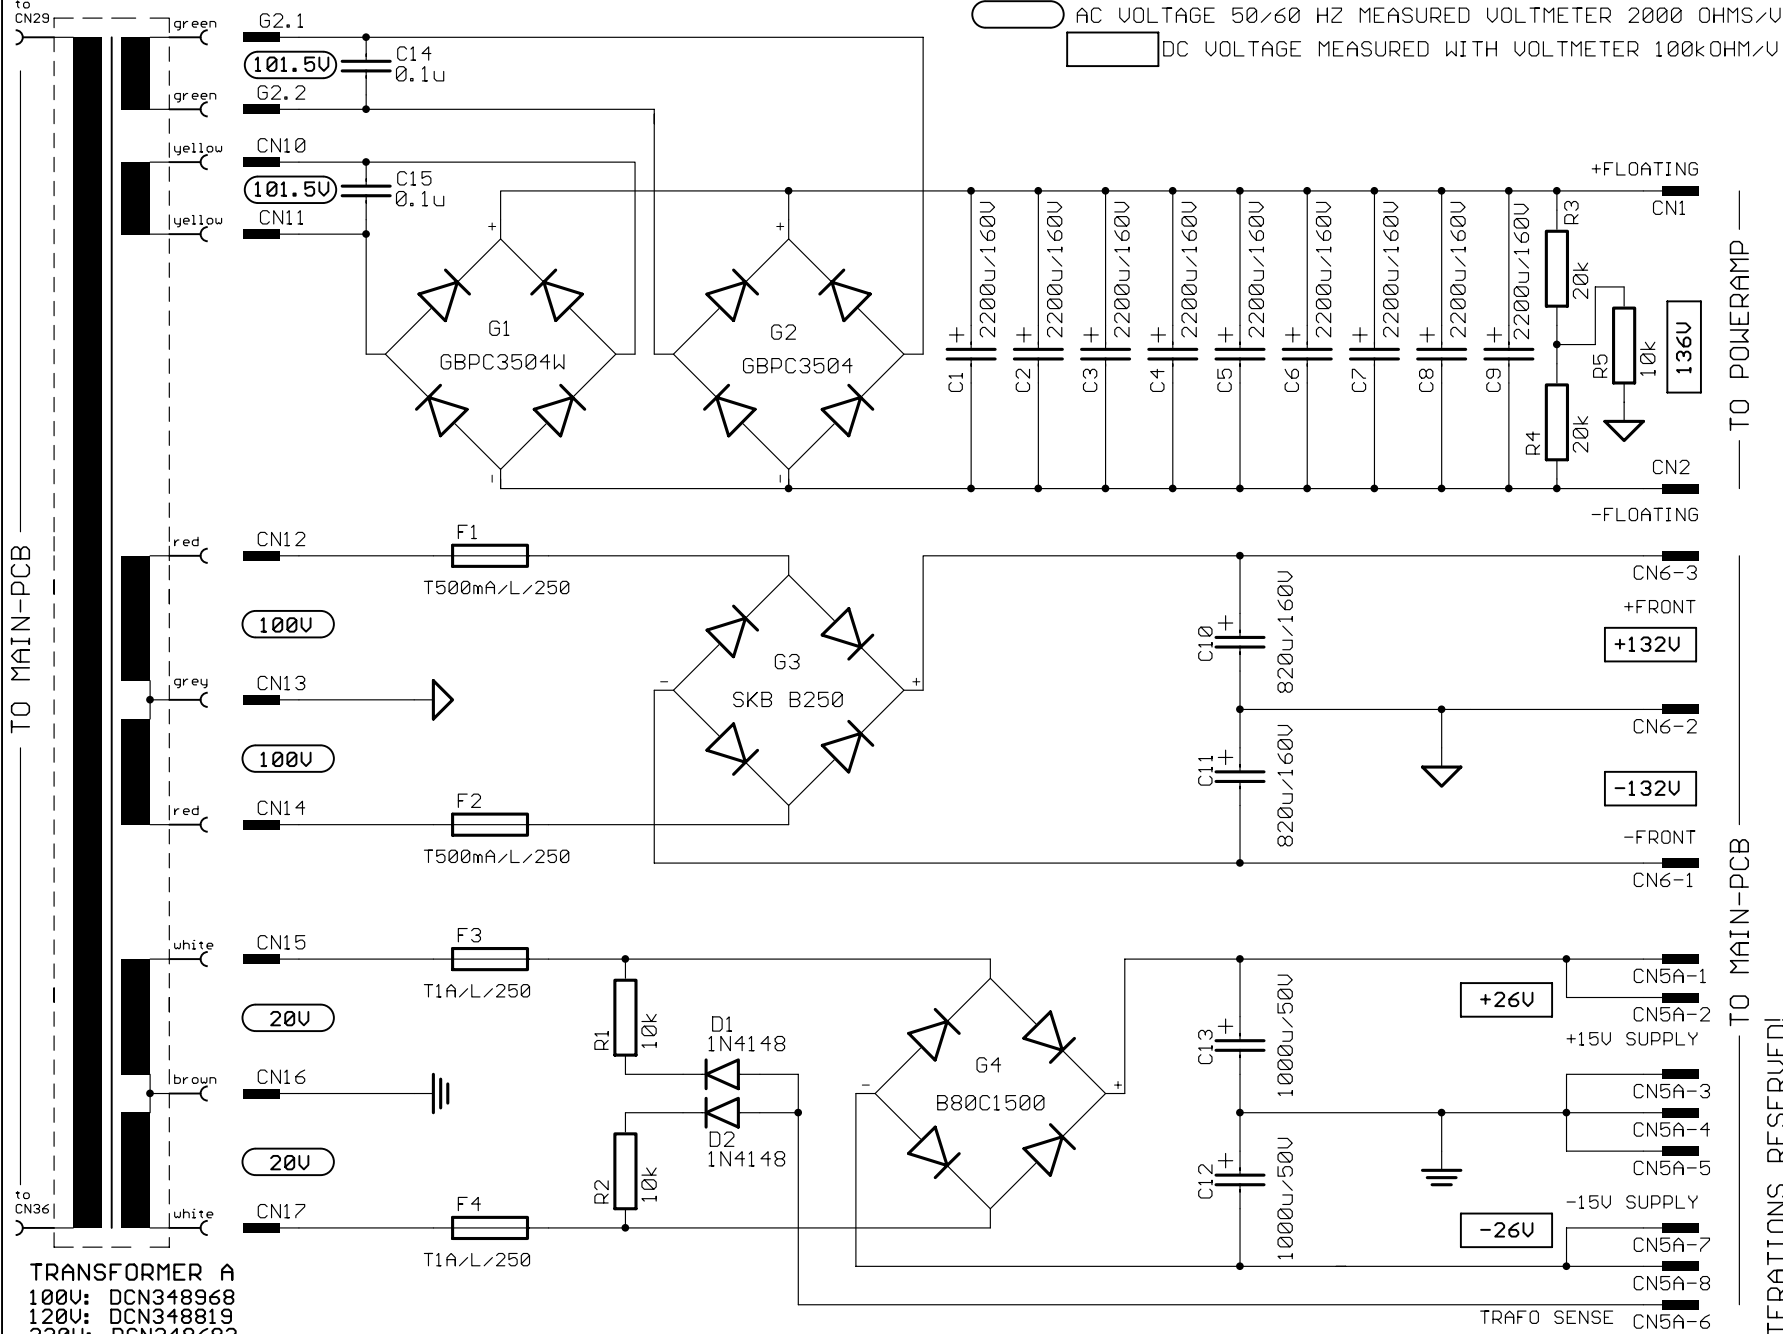 to
CN29
green
G2.1
101.5V
C14
0.1u
green
G2.2
AC VOLTAGE 50/60 HZ MEASURED VOLTMETER 2000 OHMS/V
DC VOLTAGE MEASURED WITH VOLTMETER 100kOHM/V
yellow
CN10
101.5V
C15
0.1u
yellow
CN11
+
G1
GBPC3504W
-
+
G2
GBPC3504
-
C1
+
2200u/160V
C2
+
2200u/160V
C3
+
2200u/160V
C4
+
2200u/160V
C5
+
2200u/160V
C6
+
2200u/160V
C7
+
2200u/160V
C8
+
2200u/160V
C9
+
2200u/160V
R3
20k
R4
20k
R5
10k
136V
+FLOATING
CN1
CN2
-FLOATING
TO POWERAMP
TO MAIN-PCB
red
CN12
F1
T500mA/L/250
100V
grey
CN13
100V
red
CN14
F2
T500mA/L/250
G3
SKB B250
-
+
C10
+
820u/160V
C11
+
820u/160V
CN6-3
+FRONT
+132V
CN6-2
-132V
-FRONT
CN6-1
TO MAIN-PCB
white
CN15
F3
T1A/L/250
20V
brown
CN16
20V
white
CN17
F4
T1A/L/250
R1
10k
D1
1N4148
D2
1N4148
R2
10k
G4
B80C1500
-
+
C13
+
1000u/50V
C12
+
1000u/50V
+26V
CN5A-1
CN5A-2
+15V SUPPLY
CN5A-3
CN5A-4
CN5A-5
-15V SUPPLY
-26V
CN5A-7
CN5A-8
TRAFO SENSE
CN5A-6
to
CN36
TRANSFORMER A
100V: DCN348968
120V: DCN348819
RESERVED!